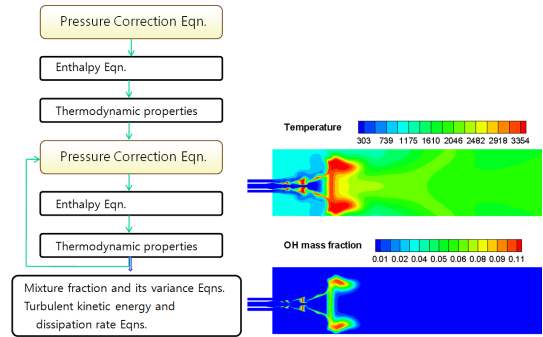 Pressure Correction Eqn.
Enthalpy Eqn.
Thermodynamic properties
Pressure Correction Eqn.
Enthalpy Eqn.
Thermodynamic properties
Mixture fraction and its variance Eqns.
Turbulent kinetic energy and
dissipation rate Eqns.
Temperature
303 739 1175 1610 2046 2482 2918 3354
OH mass fraction
0.01 0.02 0.04 0.05 0.06 0.08 0.09 0.11